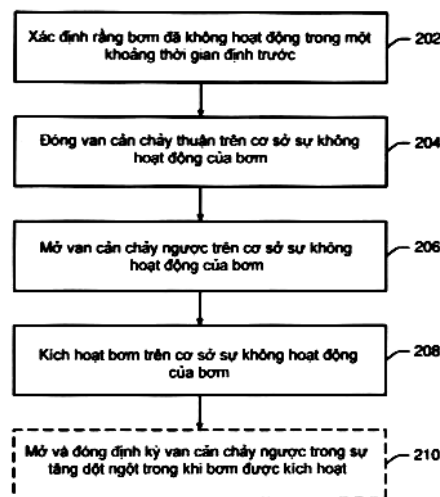 Xác định rằng bơm đã không hoạt động trong một
khoảng thời gian định trước
202
Đóng van cản chảy thuận trên cơ sở sự không
hoạt động của bơm
204
Mở van cản chảy ngược trên cơ sở sự không
hoạt động của bơm
206
Kích hoạt bơm trên cơ sở sự không hoạt động
của bơm
208
Mở và đóng định kỳ van cản chảy ngược trong sự
tăng dột ngột trong khi bơm được kích hoạt
210